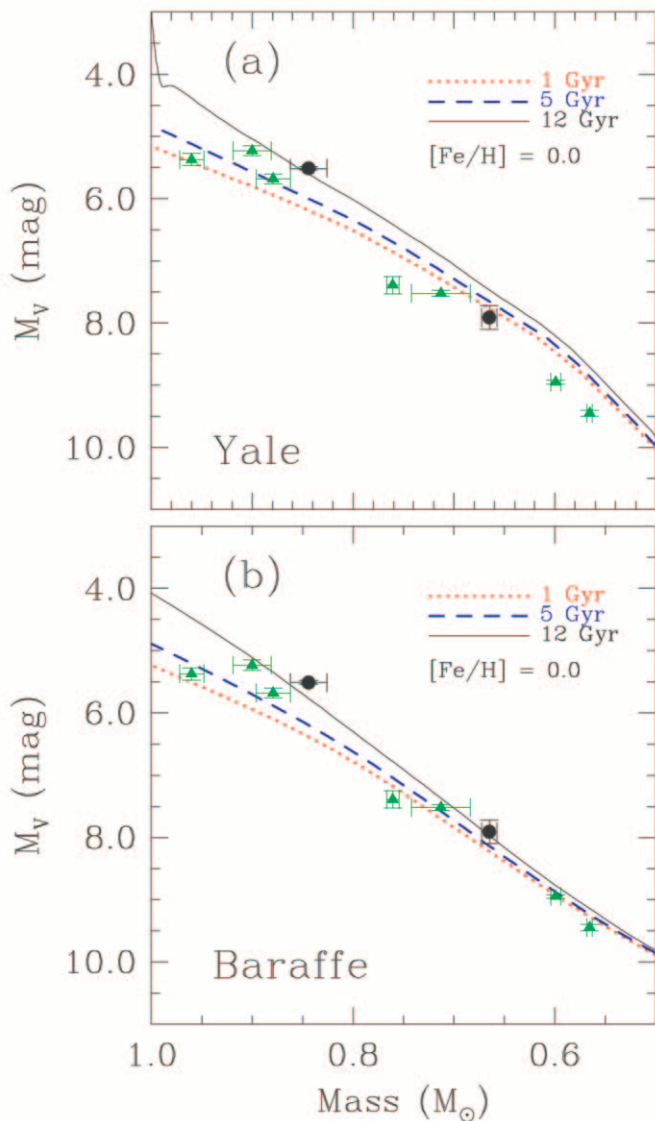 (a)
1 Gyr
5 Gyr
12 Gyr
[Fe/H] = 0.0
4.0
6.0
8.0
10.0
M_V (mag)
Yale
(b)
1 Gyr
5 Gyr
12 Gyr
[Fe/H] = 0.0
4.0
6.0
8.0
10.0
M_V (mag)
Baraffe
1.0 0.8 0.6
Mass (M_⊙)